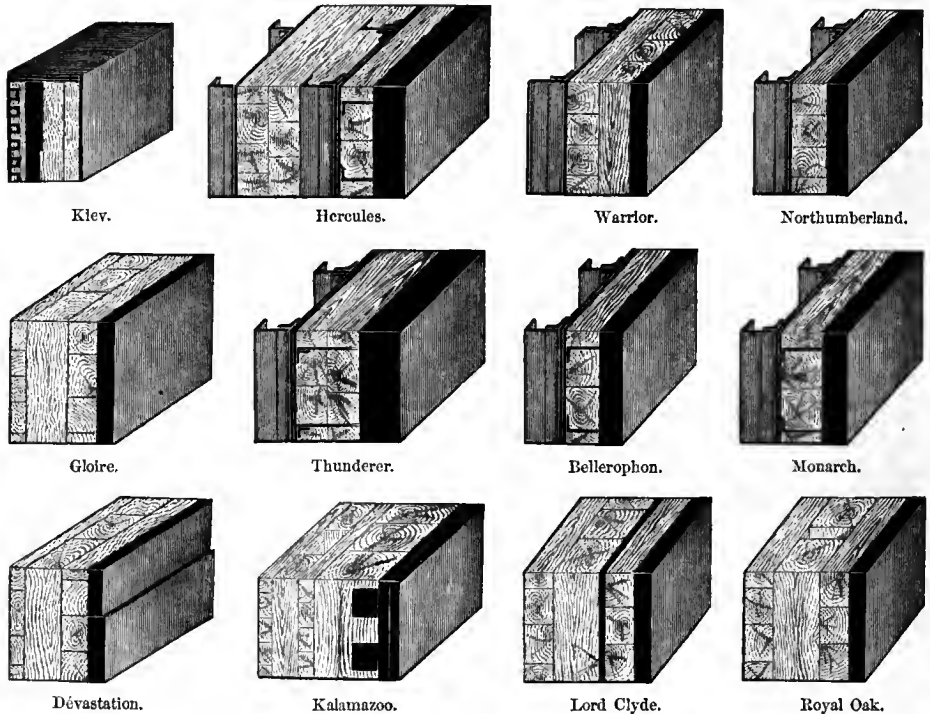 Kiev. Hercules. Warrior. Northumberland.
Gloire. Thunderer. Bellerophon. Monarch.
Dévastation. Kalamazoo. Lord Clyde. Royal Oak.